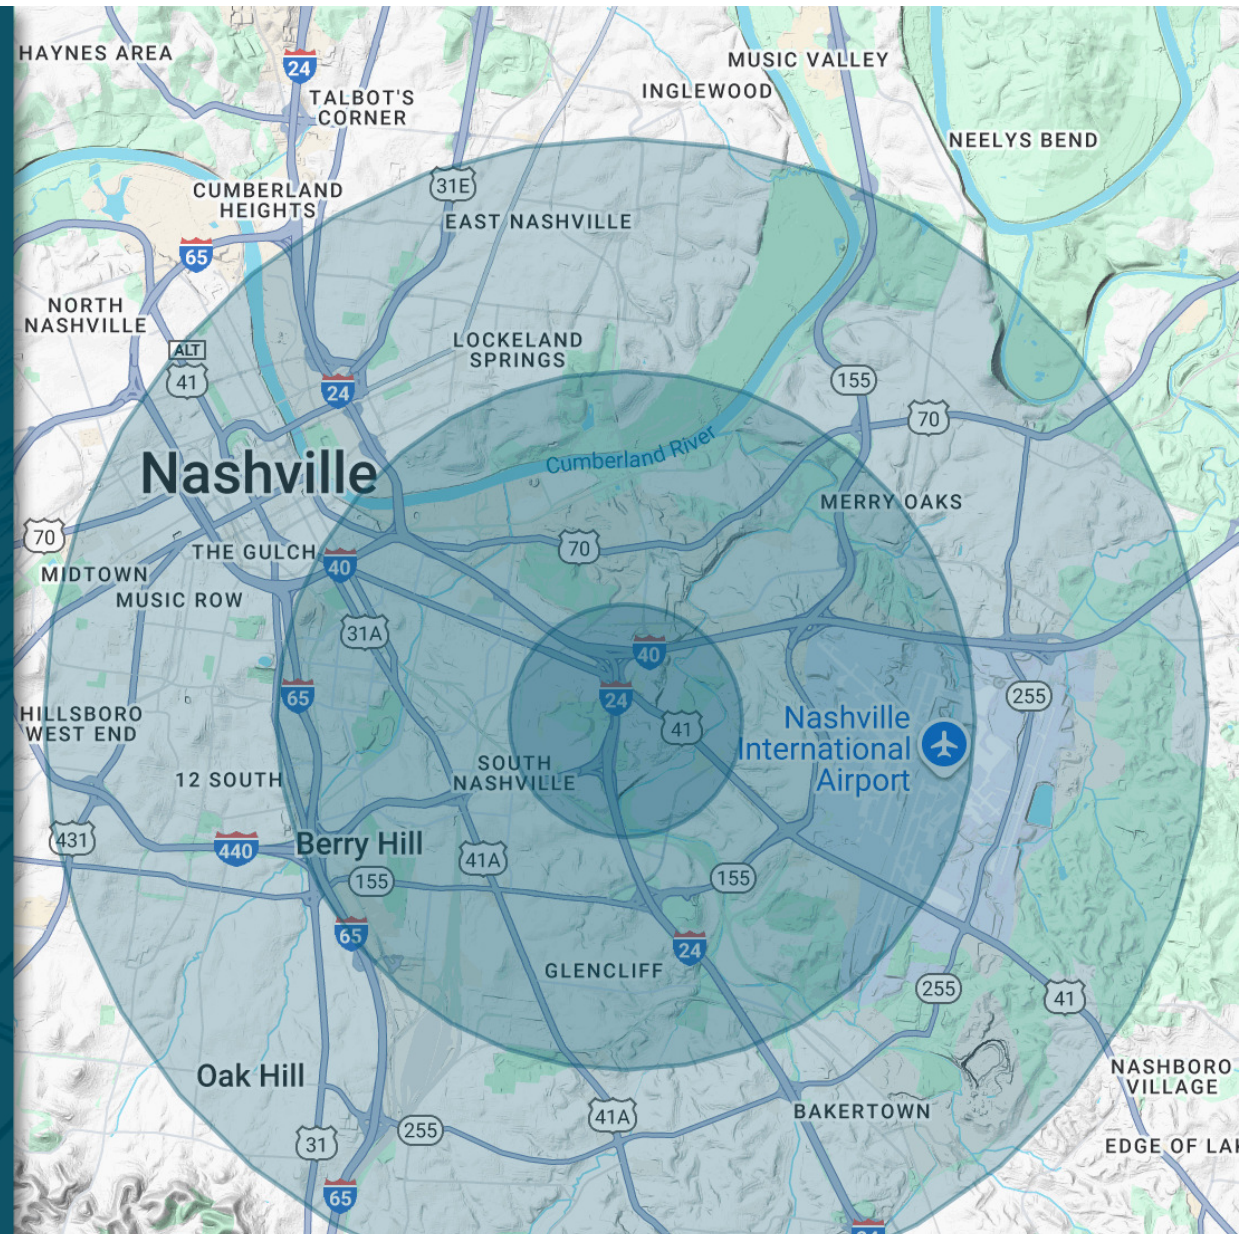 HAYNES AREA
24
MUSIC VALLEY
INGLEWOOD
TALBOT'S
CORNER
NEELYS BEND
CUMBERLAND
HEIGHTS
31E
EAST NASHVILLE
65
NORTH
NASHVILLE
ALT
41
LOCKELAND
SPRINGS
24
155
70
Nashville
Cumberland River
MERRY OAKS
70
70
THE GULCH
40
MIDTOWN
MUSIC ROW
31A
40
65
24
255
HILLSBORO
WEST END
41
Nashville
International
Airport
12 SOUTH
SOUTH
NASHVILLE
431
440
Berry Hill
41A
155
155
65
24
GLENCLIFF
255
41
Oak Hill
NASHBORO
VILLAGE
41A
BAKERTOWN
31
255
EDGE OF LAK
65